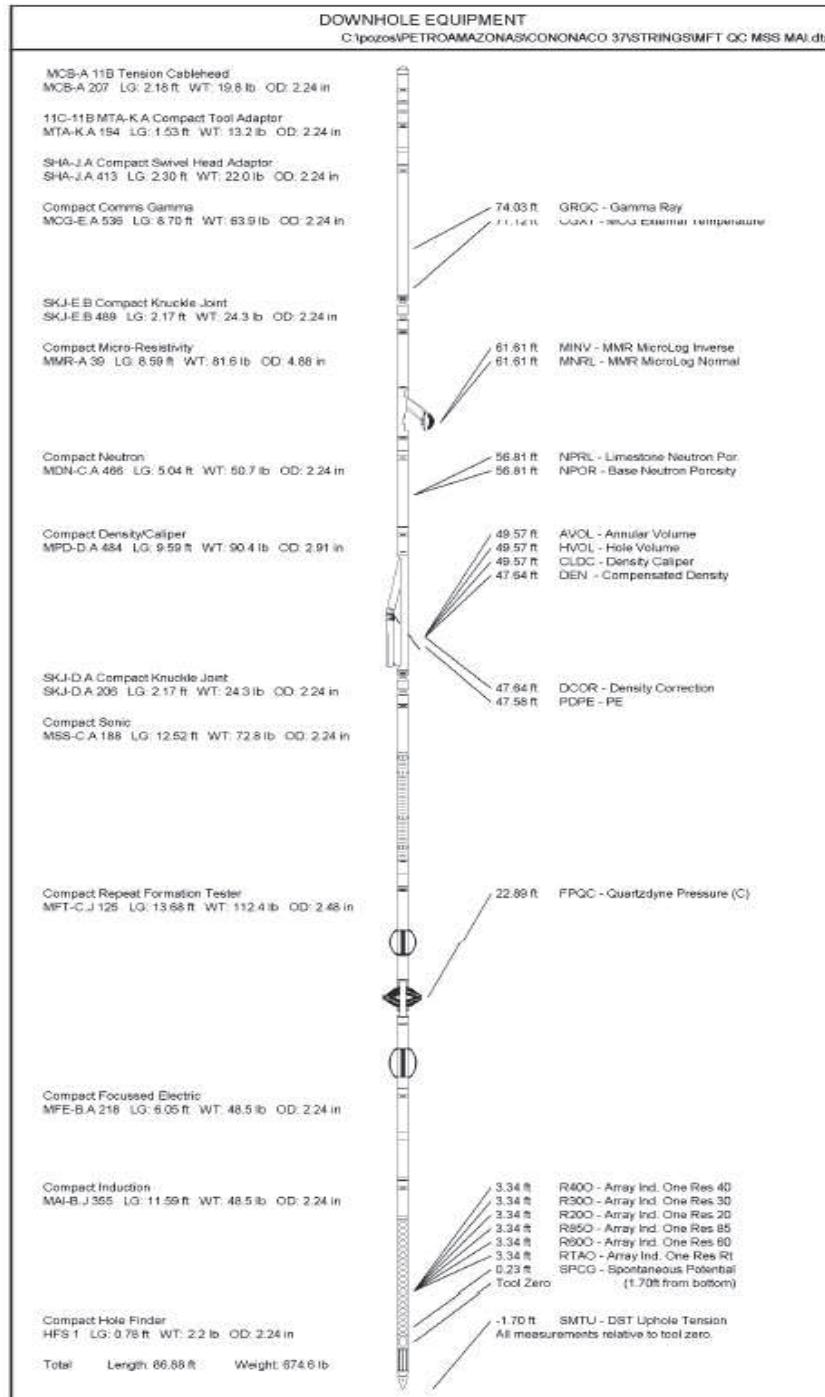 DOWNHOLE EQUIPMENT
C:\pozos\PETROAMAZONAS\CONONACO 37\STRINGS\MFT QC MSS MAI.dts
MCB-A 11B Tension Cablehead
MCB-A 207 LG: 2.18 ft WT: 19.8 lb OD: 2.24 in
11C-11B MTA-K.A Compact Tool Adaptor
MTA-K.A 194 LG: 1.53 ft WT: 13.2 lb OD: 2.24 in
SHA-J.A Compact Swivel Head Adaptor
SHA-J.A 413 LG: 2.30 ft WT: 22.0 lb OD: 2.24 in
Compact Comms Gamma
MCG-E.A 536 LG: 8.70 ft WT: 63.9 lb OD: 2.24 in
74.03 ft GRGC - Gamma Ray
71.12 ft CGXT - MCG External Temperature
SKJ-E.B Compact Knuckle Joint
SKJ-E.B 489 LG: 2.17 ft WT: 24.3 lb OD: 2.24 in
Compact Micro-Resistivity
MMR-A 39 LG: 8.59 ft WT: 81.6 lb OD: 4.88 in
61.61 ft MINV - MMR MicroLog Inverse
61.61 ft MNRL - MMR MicroLog Normal
Compact Neutron
MDN-C.A 466 LG: 5.04 ft WT: 50.7 lb OD: 2.24 in
56.81 ft NPRL - Limestone Neutron Por.
56.81 ft NPOR - Base Neutron Porosity
Compact Density/Caliper
MPD-D.A 484 LG: 9.59 ft WT: 90.4 lb OD: 2.91 in
49.57 ft AVOL - Annular Volume
49.57 ft HVOL - Hole Volume
49.57 ft CLDC - Density Caliper
47.64 ft DEN - Compensated Density
SKJ-D.A Compact Knuckle Joint
SKJ-D.A 206 LG: 2.17 ft WT: 24.3 lb OD: 2.24 in
47.64 ft DCOR - Density Correction
47.58 ft PDPE - PE
Compact Sonic
MSS-C.A 188 LG: 12.52 ft WT: 72.8 lb OD: 2.24 in
Compact Repeat Formation Tester
MFT-C.J 125 LG: 13.68 ft WT: 112.4 lb OD: 2.48 in
22.89 ft FPQC - Quartzdyne Pressure (C)
Compact Focussed Electric
MFE-B.A 218 LG: 6.05 ft WT: 48.5 lb OD: 2.24 in
Compact Induction
MAI-B.J 355 LG: 11.59 ft WT: 48.5 lb OD: 2.24 in
3.34 ft R40O - Array Ind. One Res 40
3.34 ft R30O - Array Ind. One Res 30
3.34 ft R20O - Array Ind. One Res 20
3.34 ft R85O - Array Ind. One Res 85
3.34 ft R60O - Array Ind. One Res 60
3.34 ft RTAO - Array Ind. One Res Rt
0.23 ft SPCG - Spontaneous Potential
Tool Zero (1.70ft from bottom)
Compact Hole Finder
HFS 1 LG: 0.78 ft WT: 2.2 lb OD: 2.24 in
-1.70 ft SMTU - DST Uphole Tension
All measurements relative to tool zero.
Total Length: 86.88 ft Weight: 674.6 lb